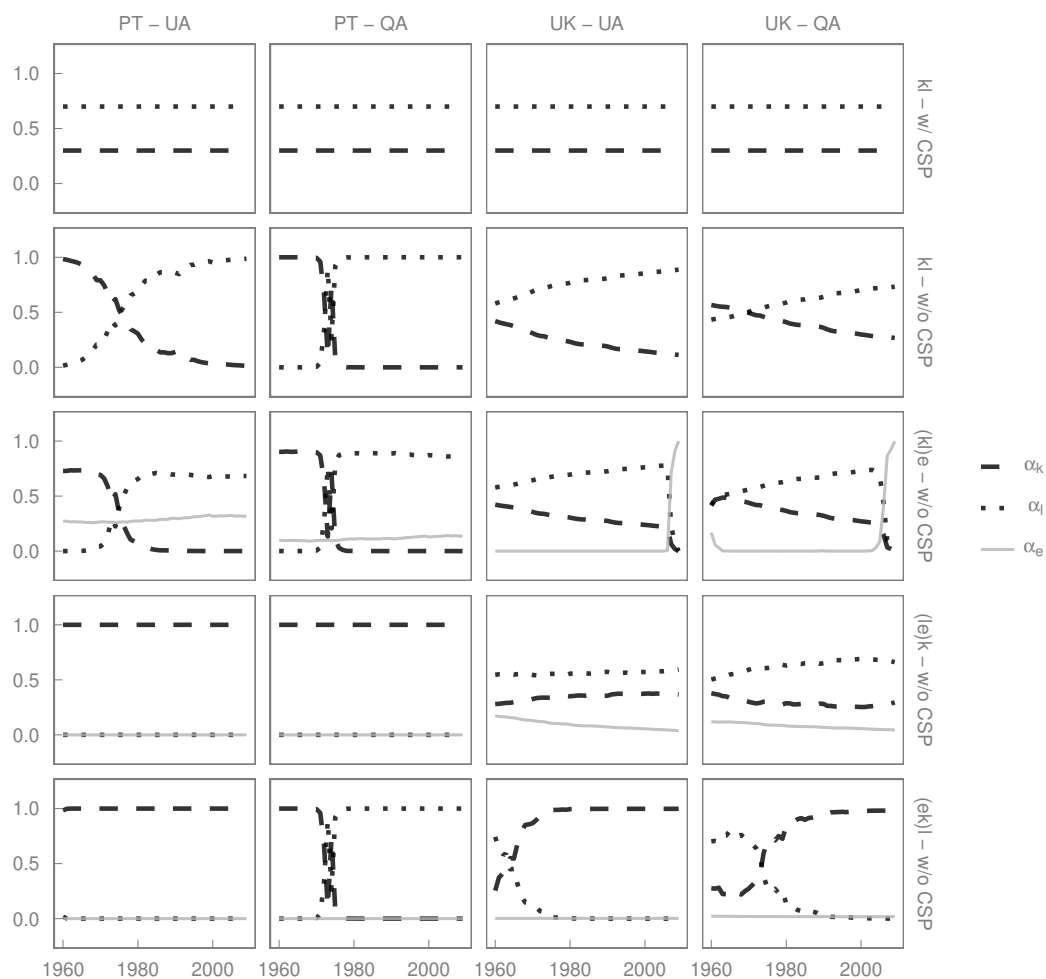 PT – UA PT – QA UK – UA UK – QA
1.0
0.5
0.0
kl – w/ CSP
1.0
0.5
0.0
kl – w/o CSP
1.0
0.5
0.0
(kl)e – w/o CSP
αk
αl
αe
1.0
0.5
0.0
(le)k – w/o CSP
1.0
0.5
0.0
(ek)l – w/o CSP
1960 1980 2000 1960 1980 2000 1960 1980 2000 1960 1980 2000